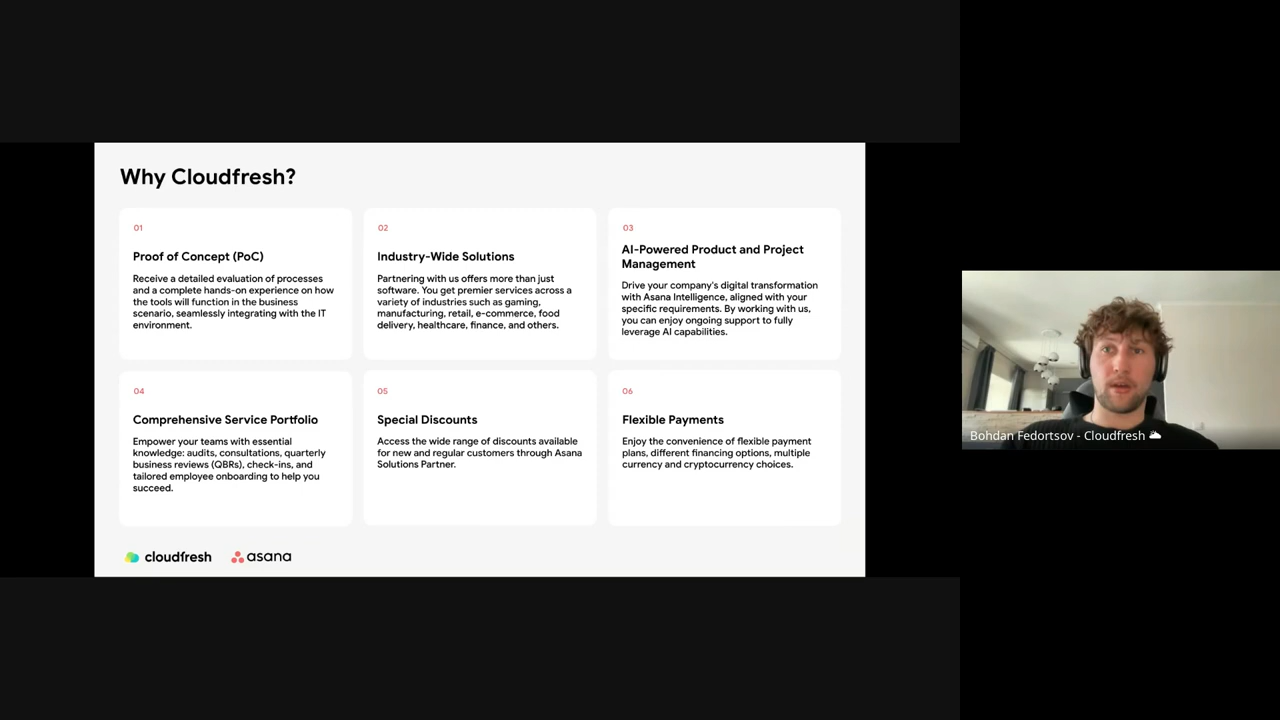 Why Cloudfresh?
01
Proof of Concept (PoC)
Receive a detailed evaluation of processes
and a complete hands-on experience on how
the tools will function in the business
scenario, seamlessly integrating with the IT
environment.
02
Industry-Wide Solutions
Partnering with us offers more than just
software. You get premier services across a
variety of industries such as gaming,
manufacturing, retail, e-commerce, food
delivery, healthcare, finance, and others.
03
AI-Powered Product and Project
Management
Drive your company's digital transformation
with Asana Intelligence, aligned with your
specific requirements. By working with us,
you can enjoy ongoing support to fully
leverage AI capabilities.
04
Comprehensive Service Portfolio
Empower your teams with essential
knowledge: audits, consultations, quarterly
business reviews (QBRs), check-ins, and
tailored employee onboarding to help you
succeed.
05
Special Discounts
Access the wide range of discounts available
for new and regular customers through Asana
Solutions Partner.
06
Flexible Payments
Enjoy the convenience of flexible payment
plans, different financing options, multiple
currency and cryptocurrency choices.
cloudfresh
asana
Bohdan Fedortsov - Cloudfresh 🌥️